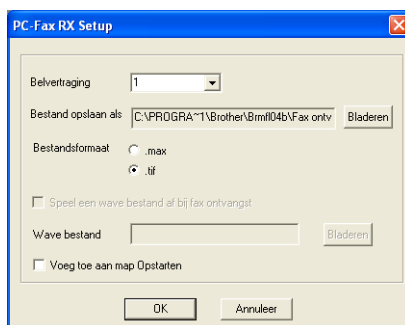 PC-Fax RX Setup
Belvertraging 1
Bestand opslaan als C:\PROGRA~1\Brother\Brmfl04b\Fax ontv Bladeren
Bestandsformaat .max
.tif
Speel een wave bestand af bij fax ontvangst
Wave bestand Bladeren
Voeg toe aan map Opstarten
OK Annuleer